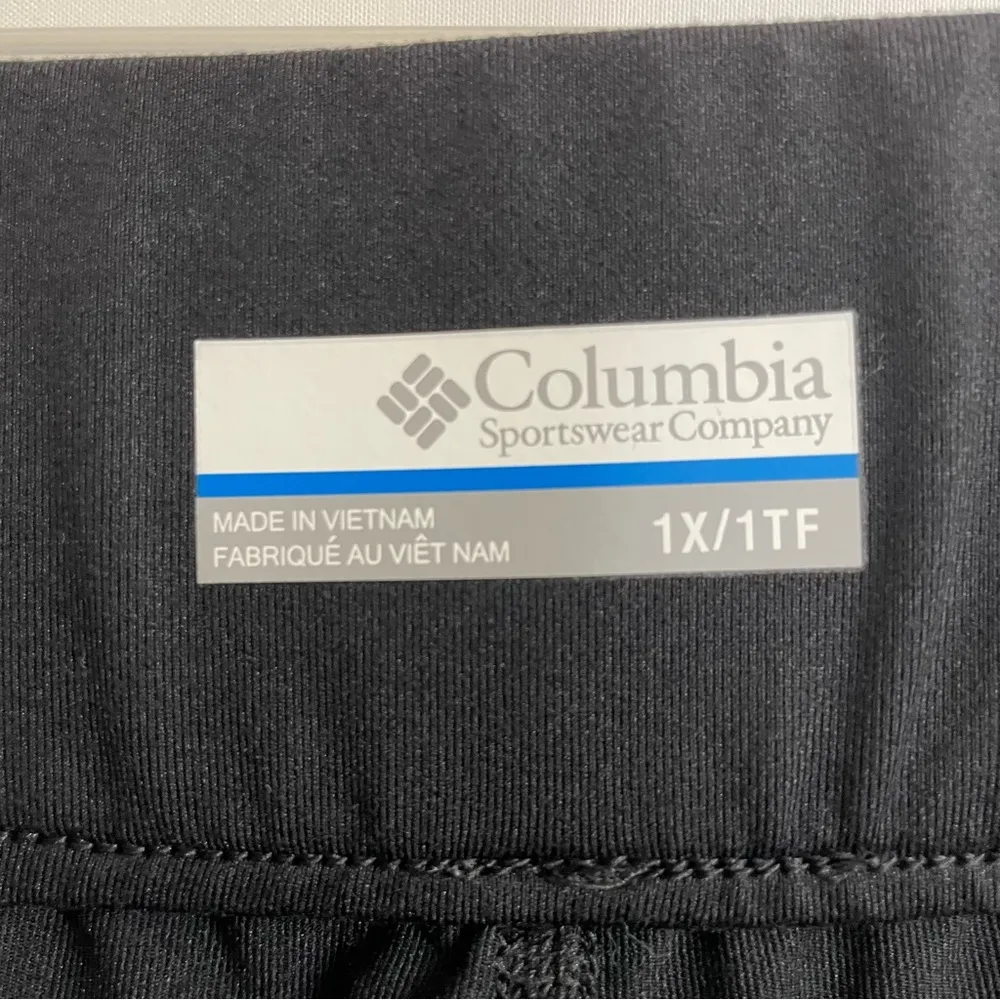 Columbia
Sportswear Company
MADE IN VIETNAM
FABRIQUÉ AU VIÊT NAM
1X/1TF